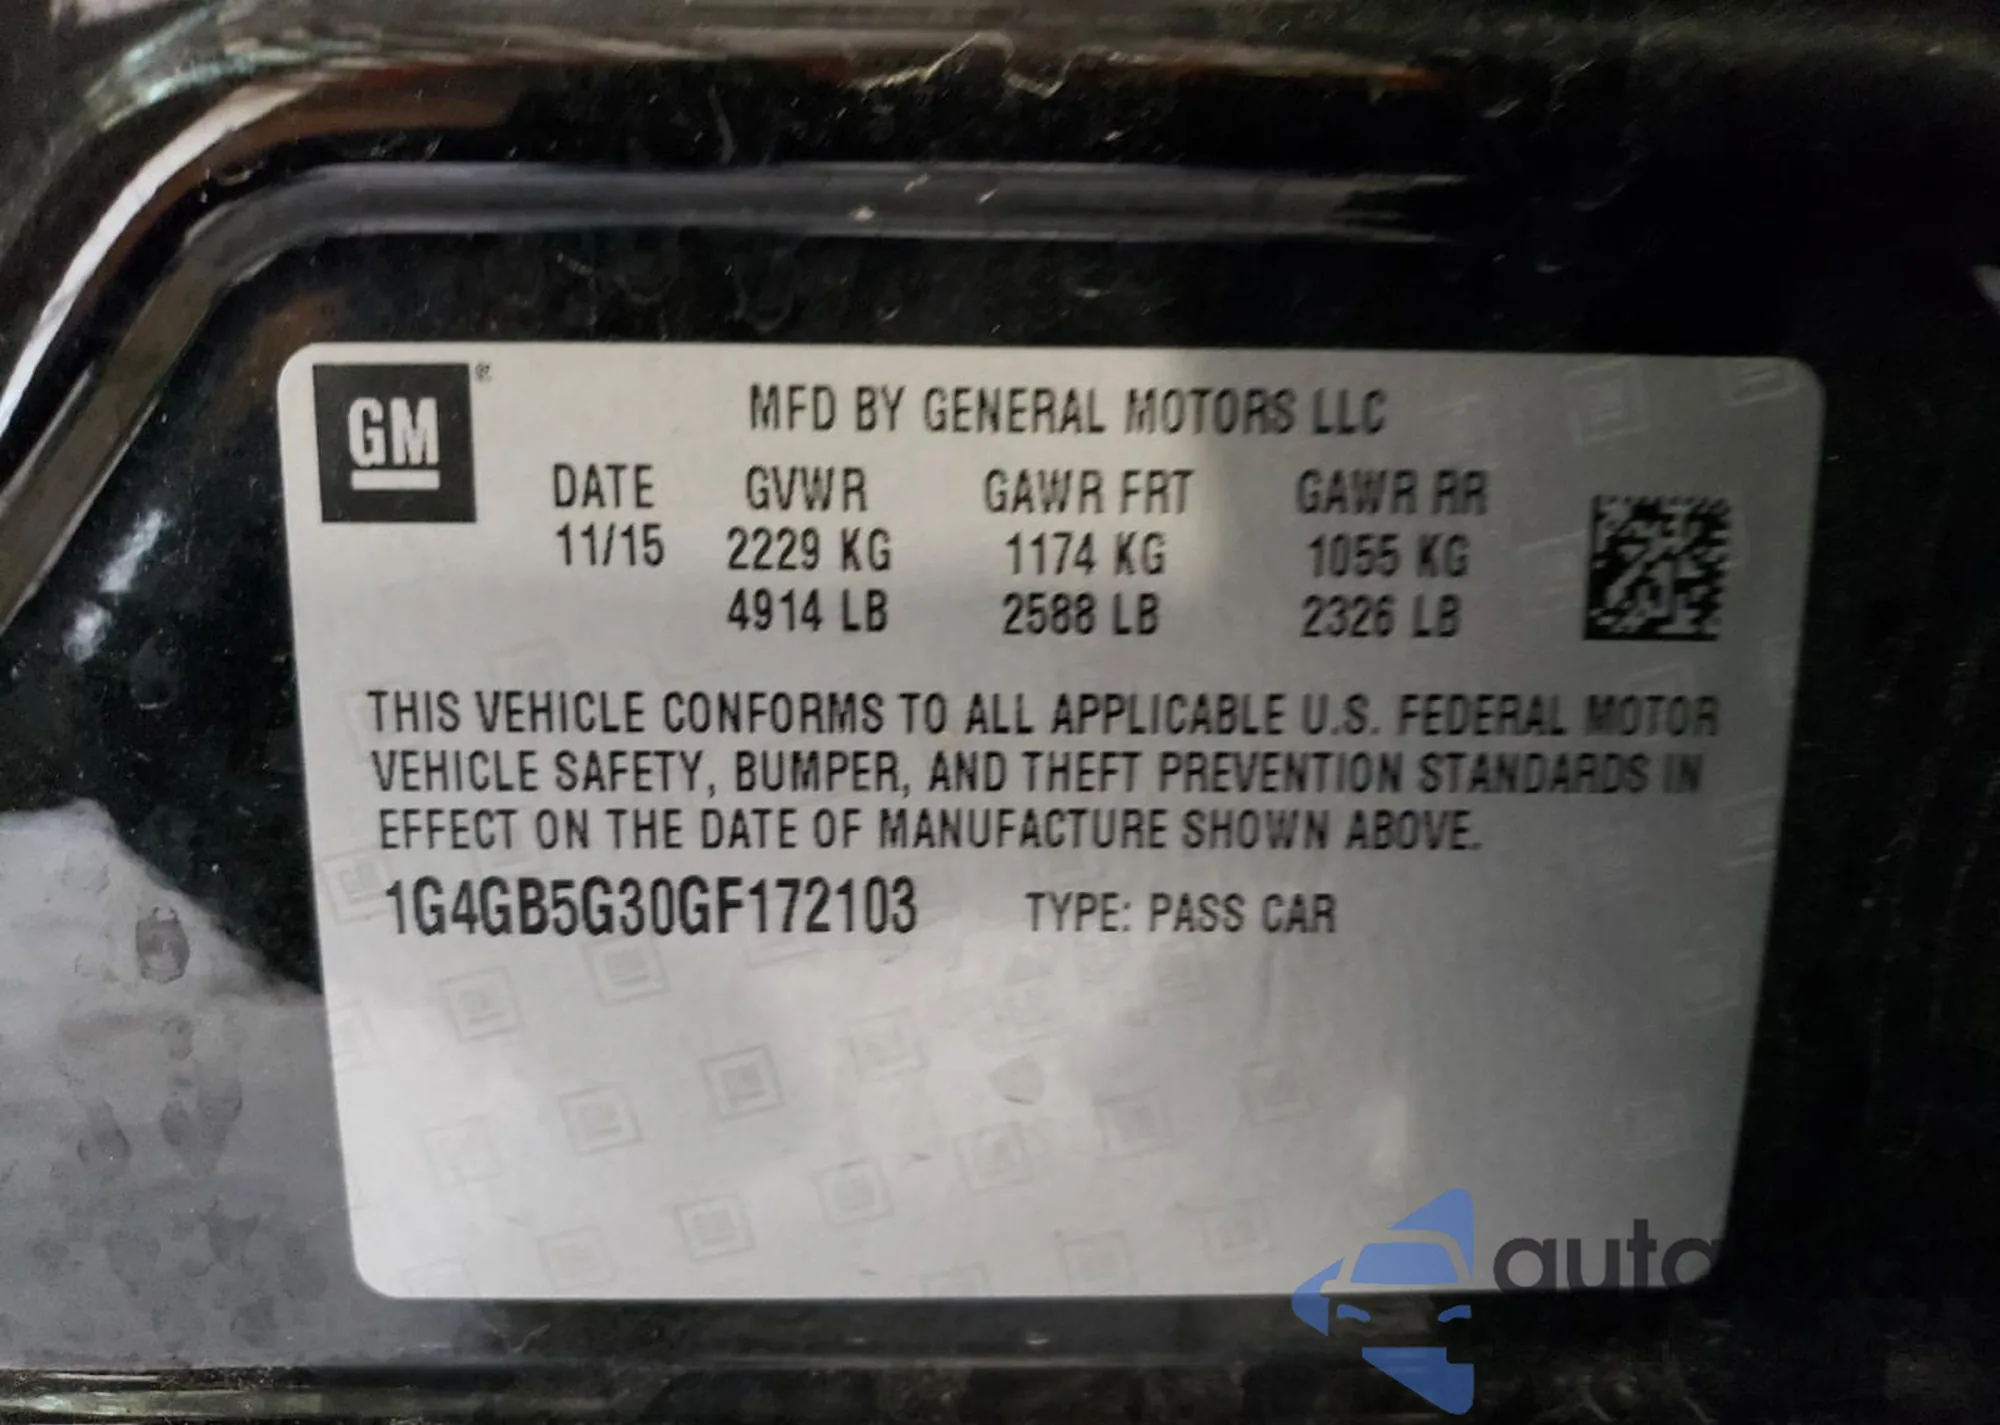 GM ®
MFD BY GENERAL MOTORS LLC
DATE GVWR GAWR FRT GAWR RR
11/15 2229 KG 1174 KG 1055 KG
4914 LB 2588 LB 2326 LB
THIS VEHICLE CONFORMS TO ALL APPLICABLE U.S. FEDERAL MOTOR
VEHICLE SAFETY, BUMPER, AND THEFT PREVENTION STANDARDS IN
EFFECT ON THE DATE OF MANUFACTURE SHOWN ABOVE.
1G4GB5G30GF172103 TYPE: PASS CAR
auto